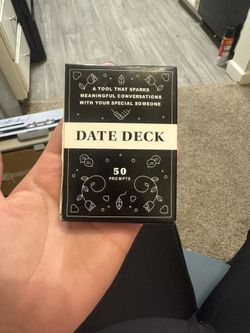 A TOOL THAT SPARKS
MEANINGFUL CONVERSATIONS
WITH YOUR SPECIAL SOMEONE
DATE DECK
50
PROMPTS